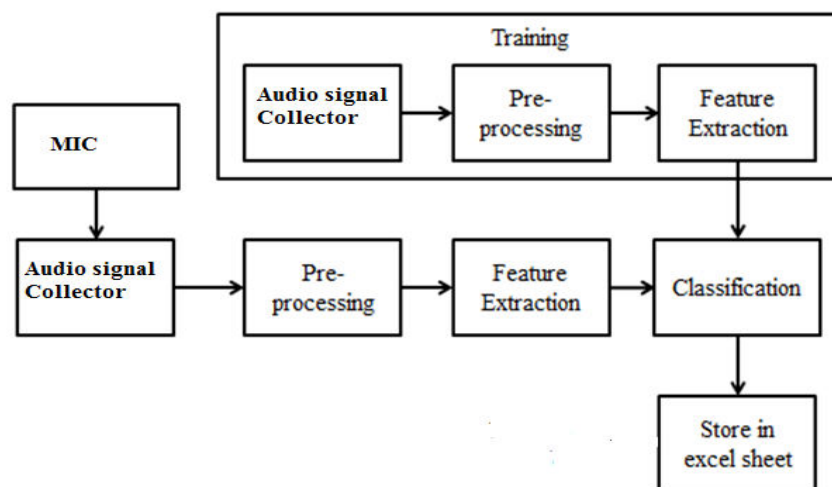 Training
Audio signal
Collector
Pre-
processing
Feature
Extraction
MIC
Audio signal
Collector
Pre-
processing
Feature
Extraction
Classification
Store in
excel sheet